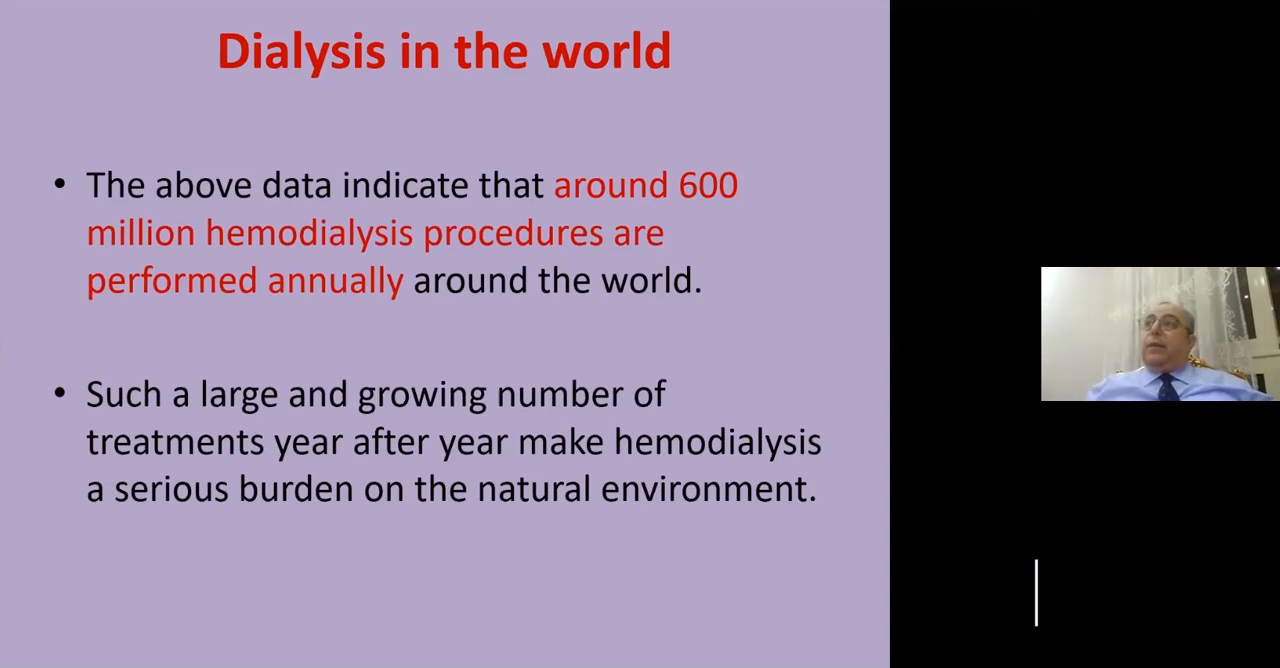 Dialysis in the world
• The above data indicate that around 600
million hemodialysis procedures are
performed annually around the world.
• Such a large and growing number of
treatments year after year make hemodialysis
a serious burden on the natural environment.